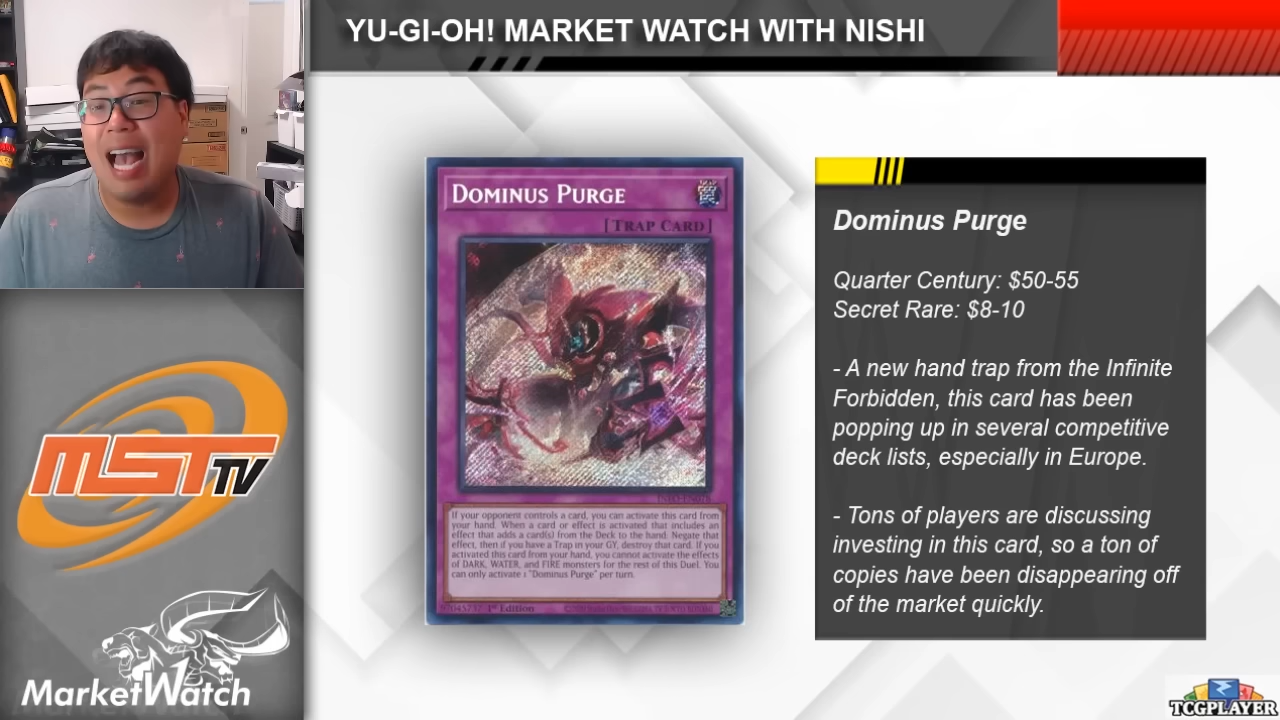 YU-GI-OH! MARKET WATCH WITH NISHI
DOMINUS PURGE
[TRAP CARD]
If your opponent controls a card, you can activate this card from
your hand. When a card or effect is activated that includes an
effect that adds a card(s) from the Deck to the hand: Negate that
effect, then if you have a Trap in your GY, destroy that card. If you
activated this card from your hand, you cannot activate the effects
of DARK, WATER, and FIRE monsters for the rest of this Duel. You
can only activate 1 "Dominus Purge" per turn.
1st Edition
Dominus Purge
Quarter Century: $50-55
Secret Rare: $8-10
- A new hand trap from the Infinite
Forbidden, this card has been
popping up in several competitive
deck lists, especially in Europe.
- Tons of players are discussing
investing in this card, so a ton of
copies have been disappearing off
of the market quickly.
MST TV
MarketWatch
TCGPLAYER